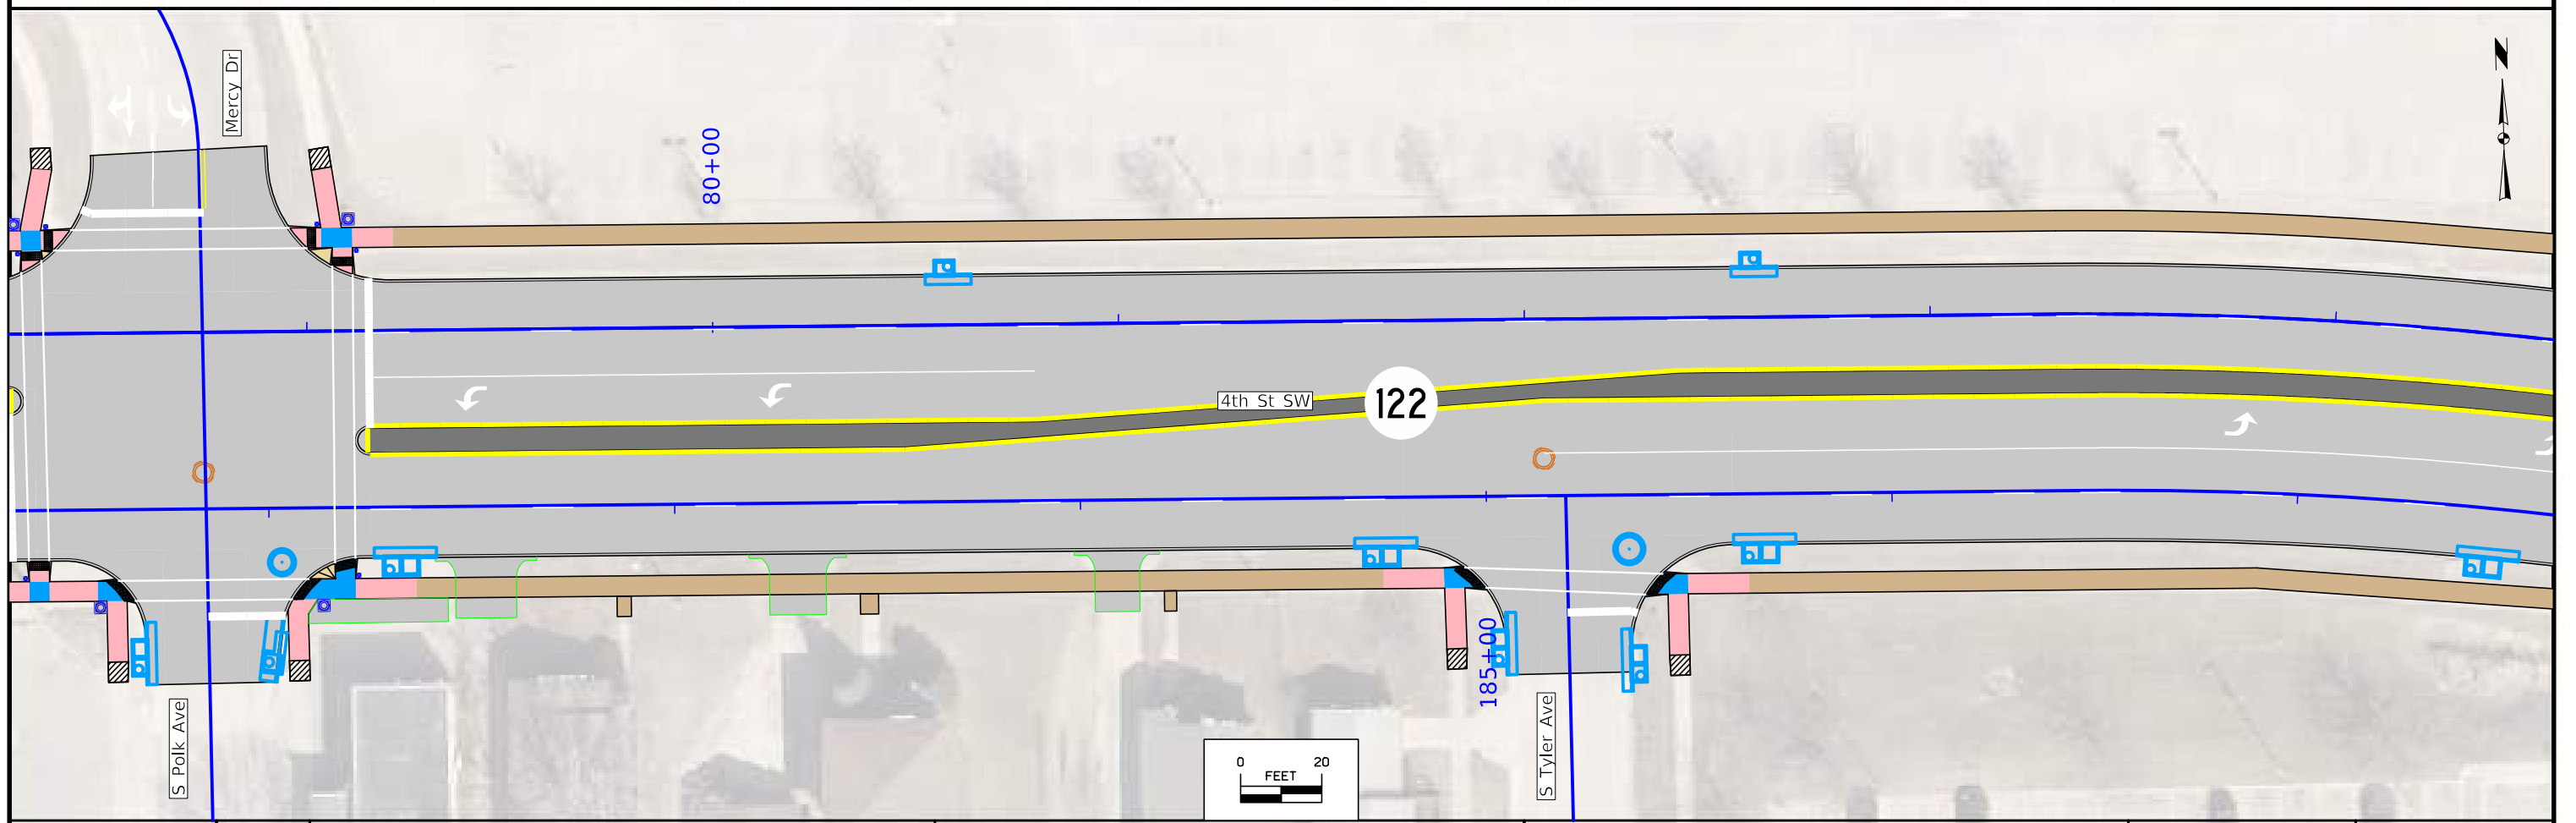 Mercy Dr
N
80+00
4th St SW
122
185+00
S Polk Ave
S Tyler Ave
0 20
FEET